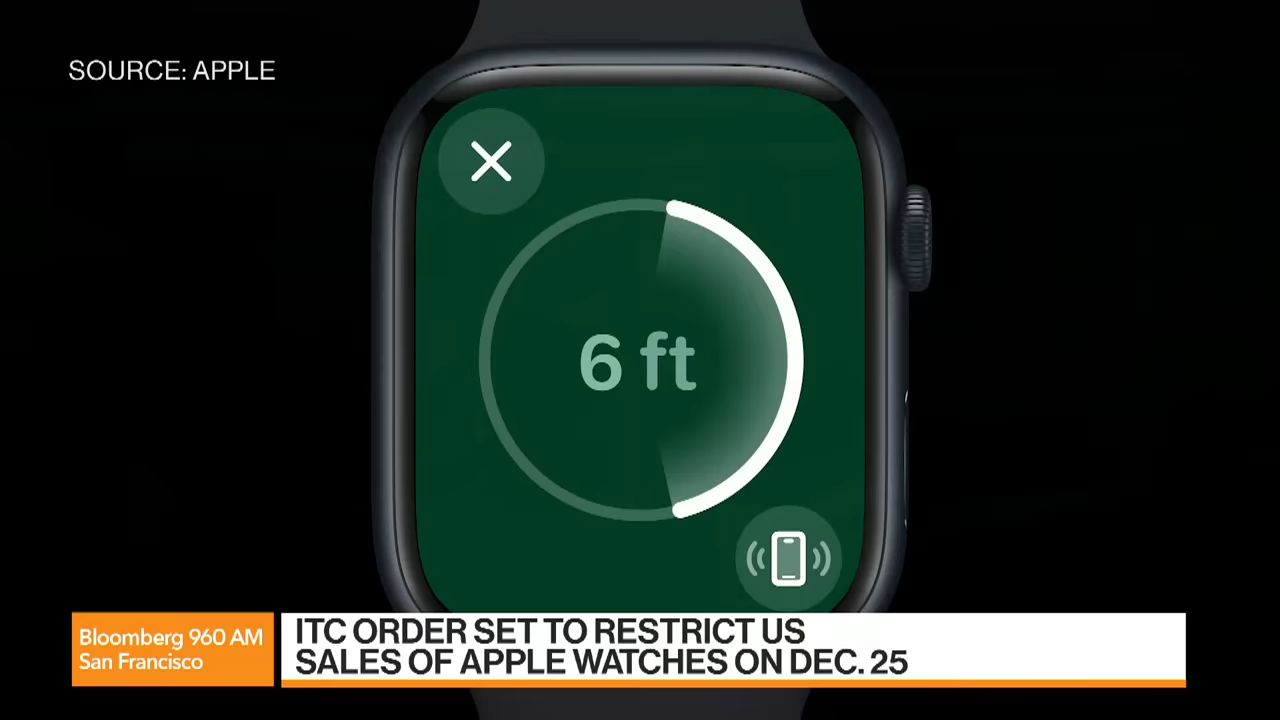 SOURCE: APPLE
6 ft
Bloomberg 960 AM
San Francisco
ITC ORDER SET TO RESTRICT US
SALES OF APPLE WATCHES ON DEC. 25